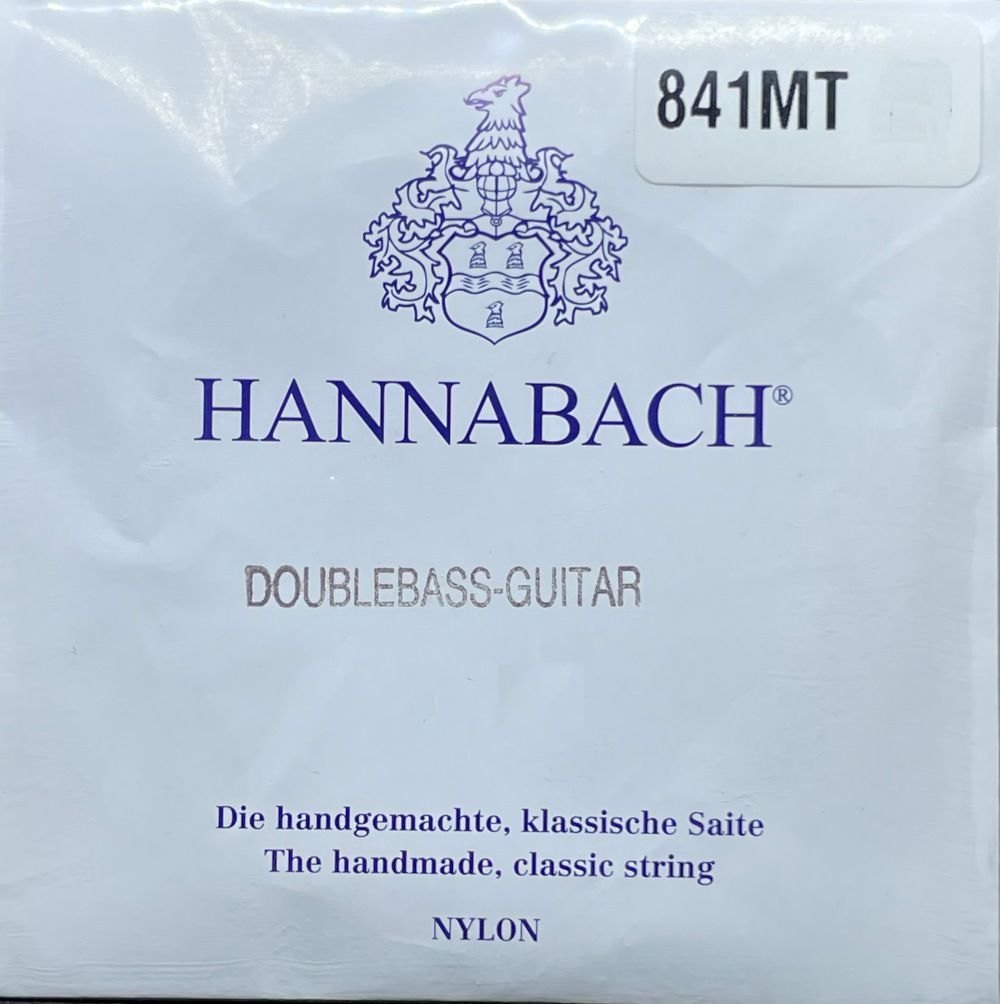 841MT
HANNABACH®
DOUBLEBASS-GUITAR
Die handgemachte, klassische Saite
The handmade, classic string
NYLON